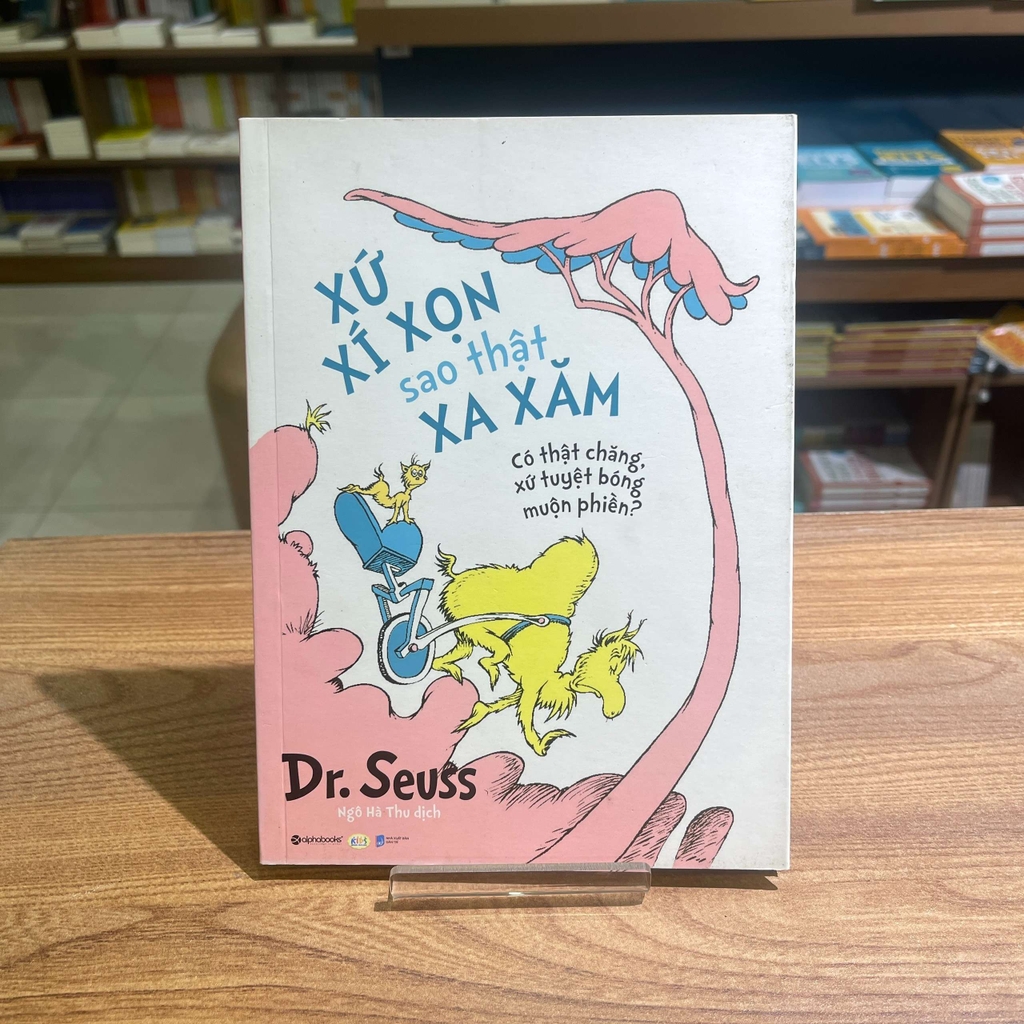 XỨ
XÍ XỌN
sao thật
XA XĂM
Có thật chăng,
xứ tuyệt bóng
muộn phiền?
Dr. Seuss
Ngô Hà Thu dịch
alphabooks